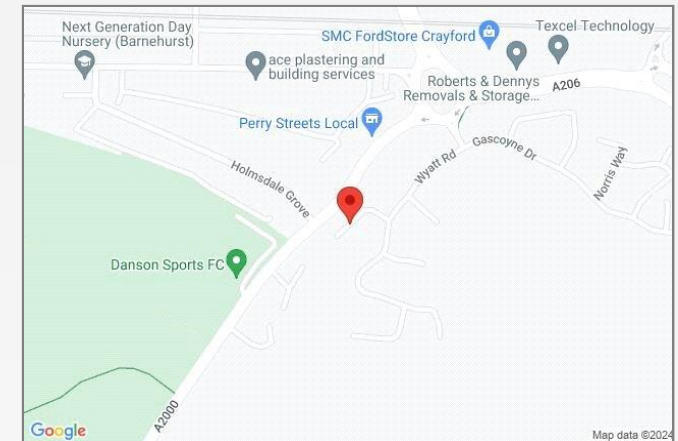 Next Generation Day
Nursery (Barnehurst)
SMC FordStore Crayford
Texcel Technology
ace plastering and
building services
Roberts & Dennys
Removals & Storage...
A206
Perry Streets Local
Gascoyne Dr
Wyatt Rd
Holmsdale Grove
Norris Way
Danson Sports FC
A2000
Google
Map data ©2024